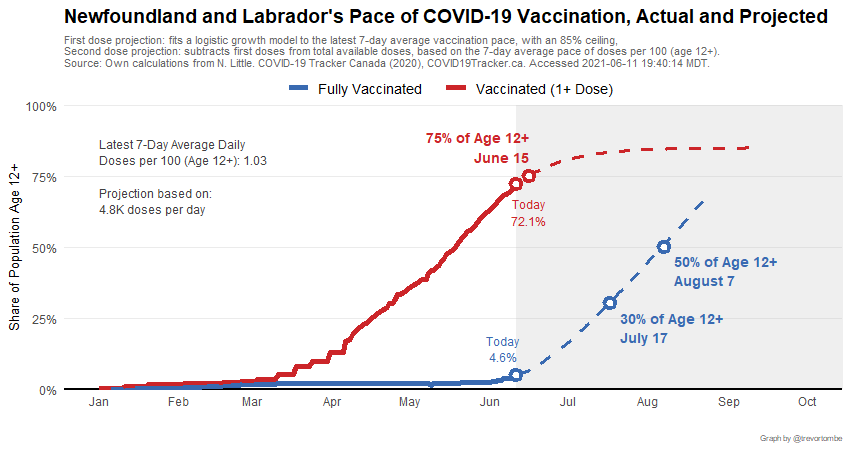 Newfoundland and Labrador's Pace of COVID-19 Vaccination, Actual and Projected
First dose projection: fits a logistic growth model to the latest 7-day average vaccination pace, with an 85% ceiling,
Second dose projection: subtracts first doses from total available doses, based on the 7-day average pace of doses per 100 (age 12+).
Source: Own calculations from N. Little. COVID-19 Tracker Canada (2020), COVID19Tracker.ca. Accessed 2021-06-11 19:40:14 MDT.
Fully Vaccinated
Vaccinated (1+ Dose)
100%
75%
50%
25%
0%
Share of Population Age 12+
Latest 7-Day Average Daily
Doses per 100 (Age 12+): 1.03
Projection based on:
4.8K doses per day
75% of Age 12+
June 15
Today
72.1%
50% of Age 12+
August 7
30% of Age 12+
July 17
Today
4.6%
Jan
Feb
Mar
Apr
May
Jun
Jul
Aug
Sep
Oct
Graph by @trevortombe